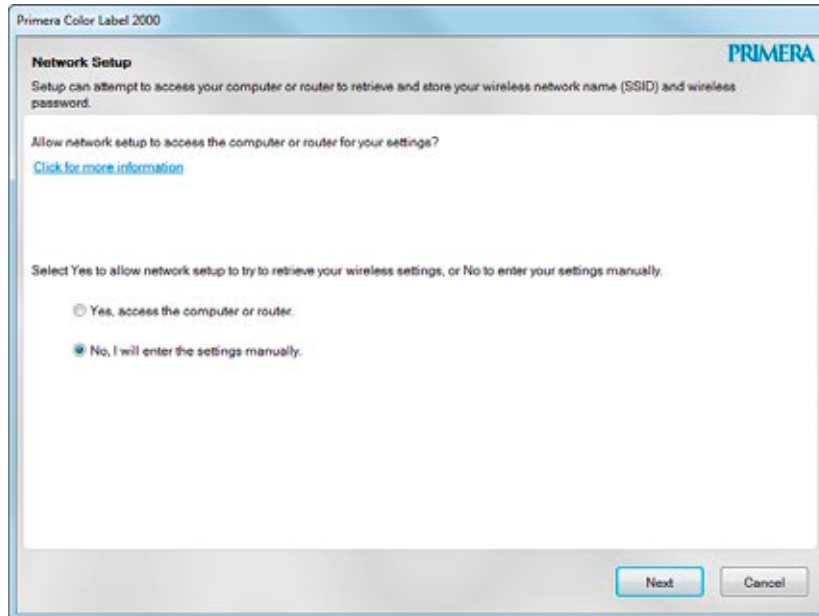 Primera Color Label 2000
PRIMERA
Network Setup
Setup can attempt to access your computer or router to retrieve and store your wireless network name (SSID) and wireless
password.
Allow network setup to access the computer or router for your settings?
Click for more information
Select Yes to allow network setup to try to retrieve your wireless settings, or No to enter your settings manually.
Yes, access the computer or router.
No, I will enter the settings manually.
Next
Cancel